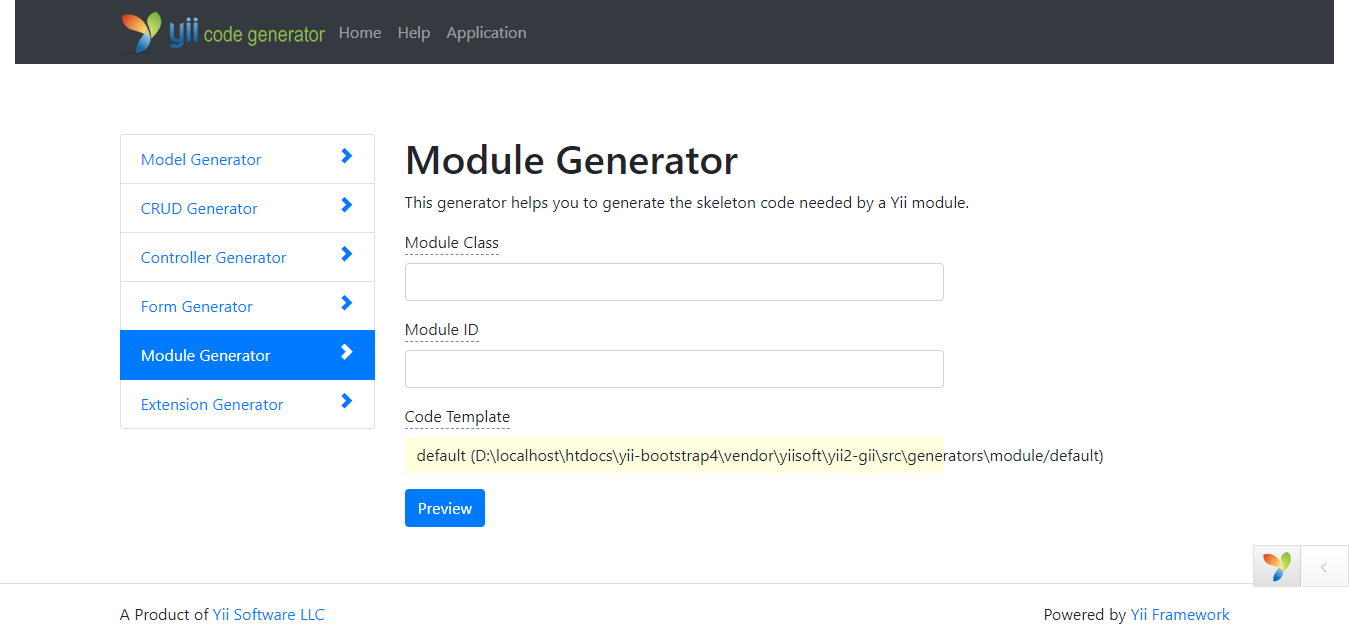 yii code generator Home Help Application
Model Generator
CRUD Generator
Controller Generator
Form Generator
Module Generator
Extension Generator
Module Generator
This generator helps you to generate the skeleton code needed by a Yii module.
Module Class
Module ID
Code Template
default (D:\localhost\htdocs\yii-bootstrap4\vendor\yiisoft\yii2-gii\src\generators\module/default)
Preview
A Product of Yii Software LLC
Powered by Yii Framework